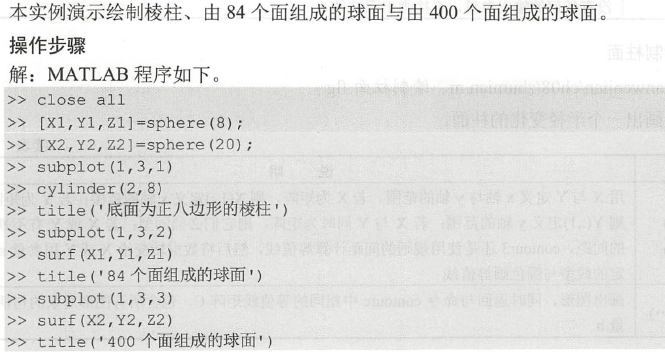 本实例演示绘制棱柱、由 84 个面组成的球面与由 400 个面组成的球面。
操作步骤
解：MATLAB 程序如下。
>> close all
>> [X1,Y1,Z1]=sphere(8);
>> [X2,Y2,Z2]=sphere(20);
>> subplot(1,3,1)
>> cylinder(2,8)
>> title('底面为正八边形的棱柱')
>> subplot(1,3,2)
>> surf(X1,Y1,Z1)
>> title('84 个面组成的球面')
>> subplot(1,3,3)
>> surf(X2,Y2,Z2)
>> title('400 个面组成的球面')